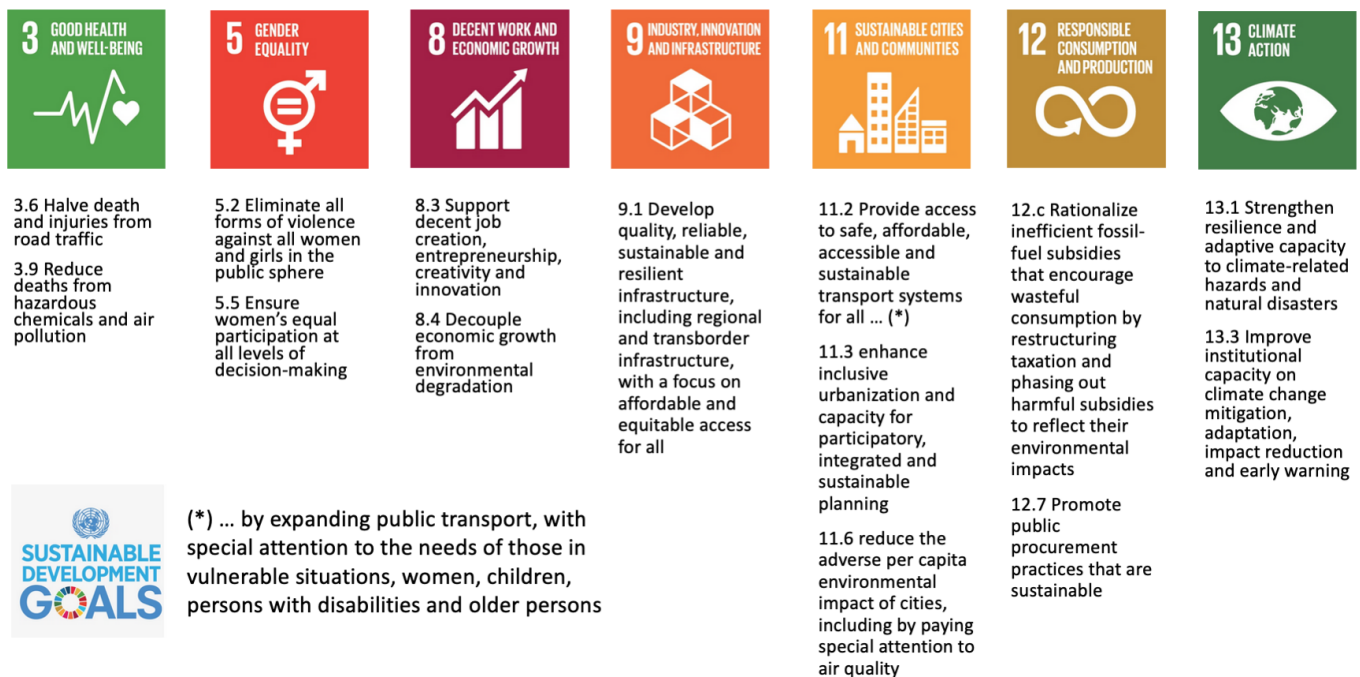 3 GOOD HEALTH
AND WELL-BEING
5 GENDER
EQUALITY
8 DECENT WORK AND
ECONOMIC GROWTH
9 INDUSTRY, INNOVATION
AND INFRASTRUCTURE
11 SUSTAINABLE CITIES
AND COMMUNITIES
12 RESPONSIBLE
CONSUMPTION
AND PRODUCTION
13 CLIMATE
ACTION
3.6 Halve death
and injuries from
road traffic
3.9 Reduce
deaths from
hazardous
chemicals and air
pollution
5.2 Eliminate all
forms of violence
against all women
and girls in the
public sphere
5.5 Ensure
women's equal
participation at
all levels of
decision-making
8.3 Support
decent job
creation,
entrepreneurship,
creativity and
innovation
8.4 Decouple
economic growth
from
environmental
degradation
9.1 Develop
quality, reliable,
sustainable and
resilient
infrastructure,
including regional
and transborder
infrastructure,
with a focus on
affordable and
equitable access
for all
11.2 Provide access
to safe, affordable,
accessible and
sustainable
transport systems
for all ... (*)
11.3 enhance
inclusive
urbanization and
capacity for
participatory,
integrated and
sustainable
planning
11.6 reduce the
adverse per capita
environmental
impact of cities,
including by paying
special attention to
air quality
12.c Rationalize
inefficient fossil-
fuel subsidies
that encourage
wasteful
consumption by
restructuring
taxation and
phasing out
harmful subsidies
to reflect their
environmental
impacts
12.7 Promote
public
procurement
practices that are
sustainable
13.1 Strengthen
resilience and
adaptive capacity
to climate-related
hazards and
natural disasters
13.3 Improve
institutional
capacity on
climate change
mitigation,
adaptation,
impact reduction
and early warning
SUSTAINABLE
DEVELOPMENT
GOALS
(*) ... by expanding public transport, with
special attention to the needs of those in
vulnerable situations, women, children,
persons with disabilities and older persons